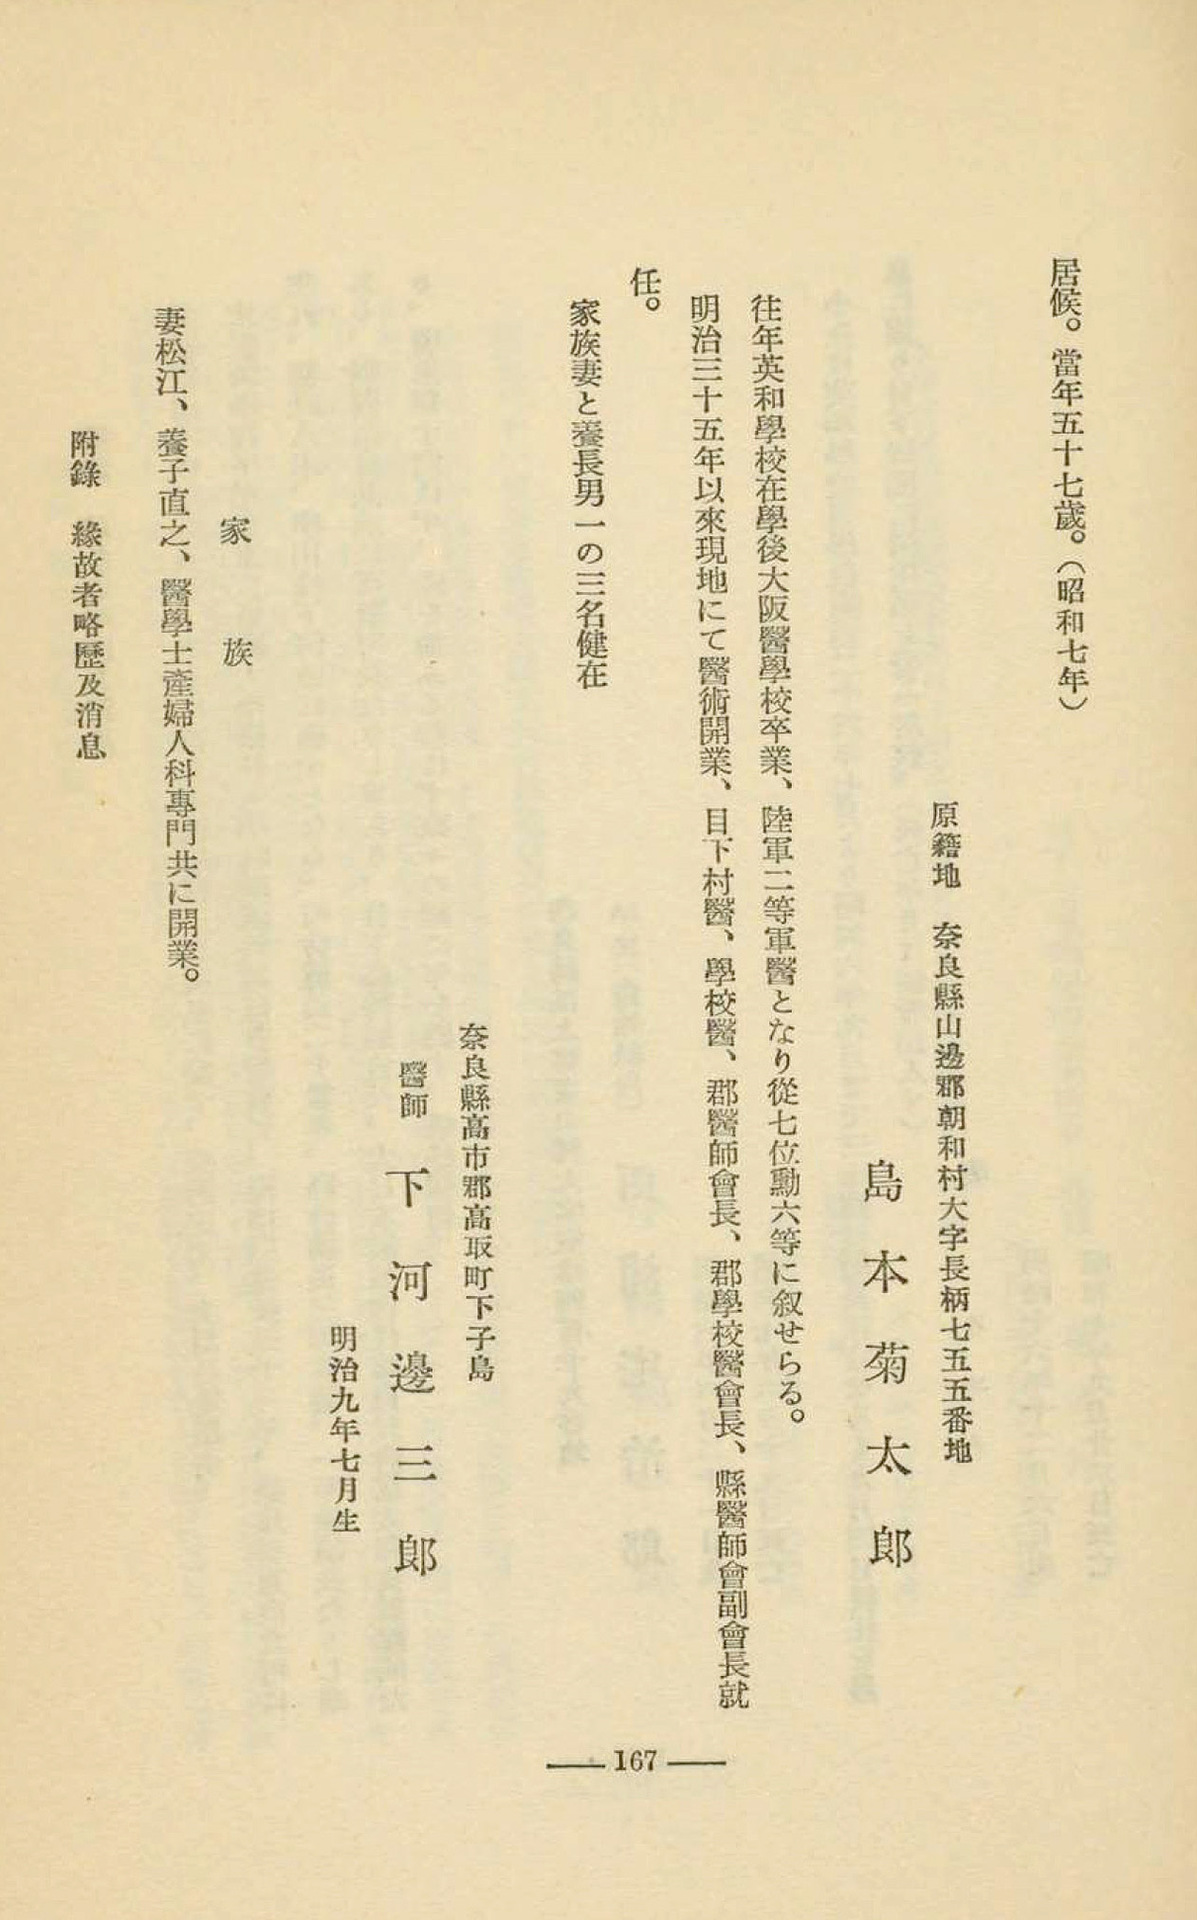 居候。當年五十七歲。（昭和七年）
原籍地　奈良縣山邊郡朝和村大字長柄七五五番地
島本菊太郎
往年英和學校在學後大阪醫學校卒業、陸軍二等軍醫となり從七位勳六等に叙せらる。
明治三十五年以來現地にて醫術開業、目下村醫、學校醫、郡醫師會長、郡學校醫會長、縣醫師會副會長就
任。
家族妻と養長男一の三名健在
奈良縣高市郡高取町下子島
醫師　下河邊三郎
明治九年七月生
家族
妻松江、養子直之、醫學士產婦人科專門共に開業。
附錄　緣故者略歷及消息
167